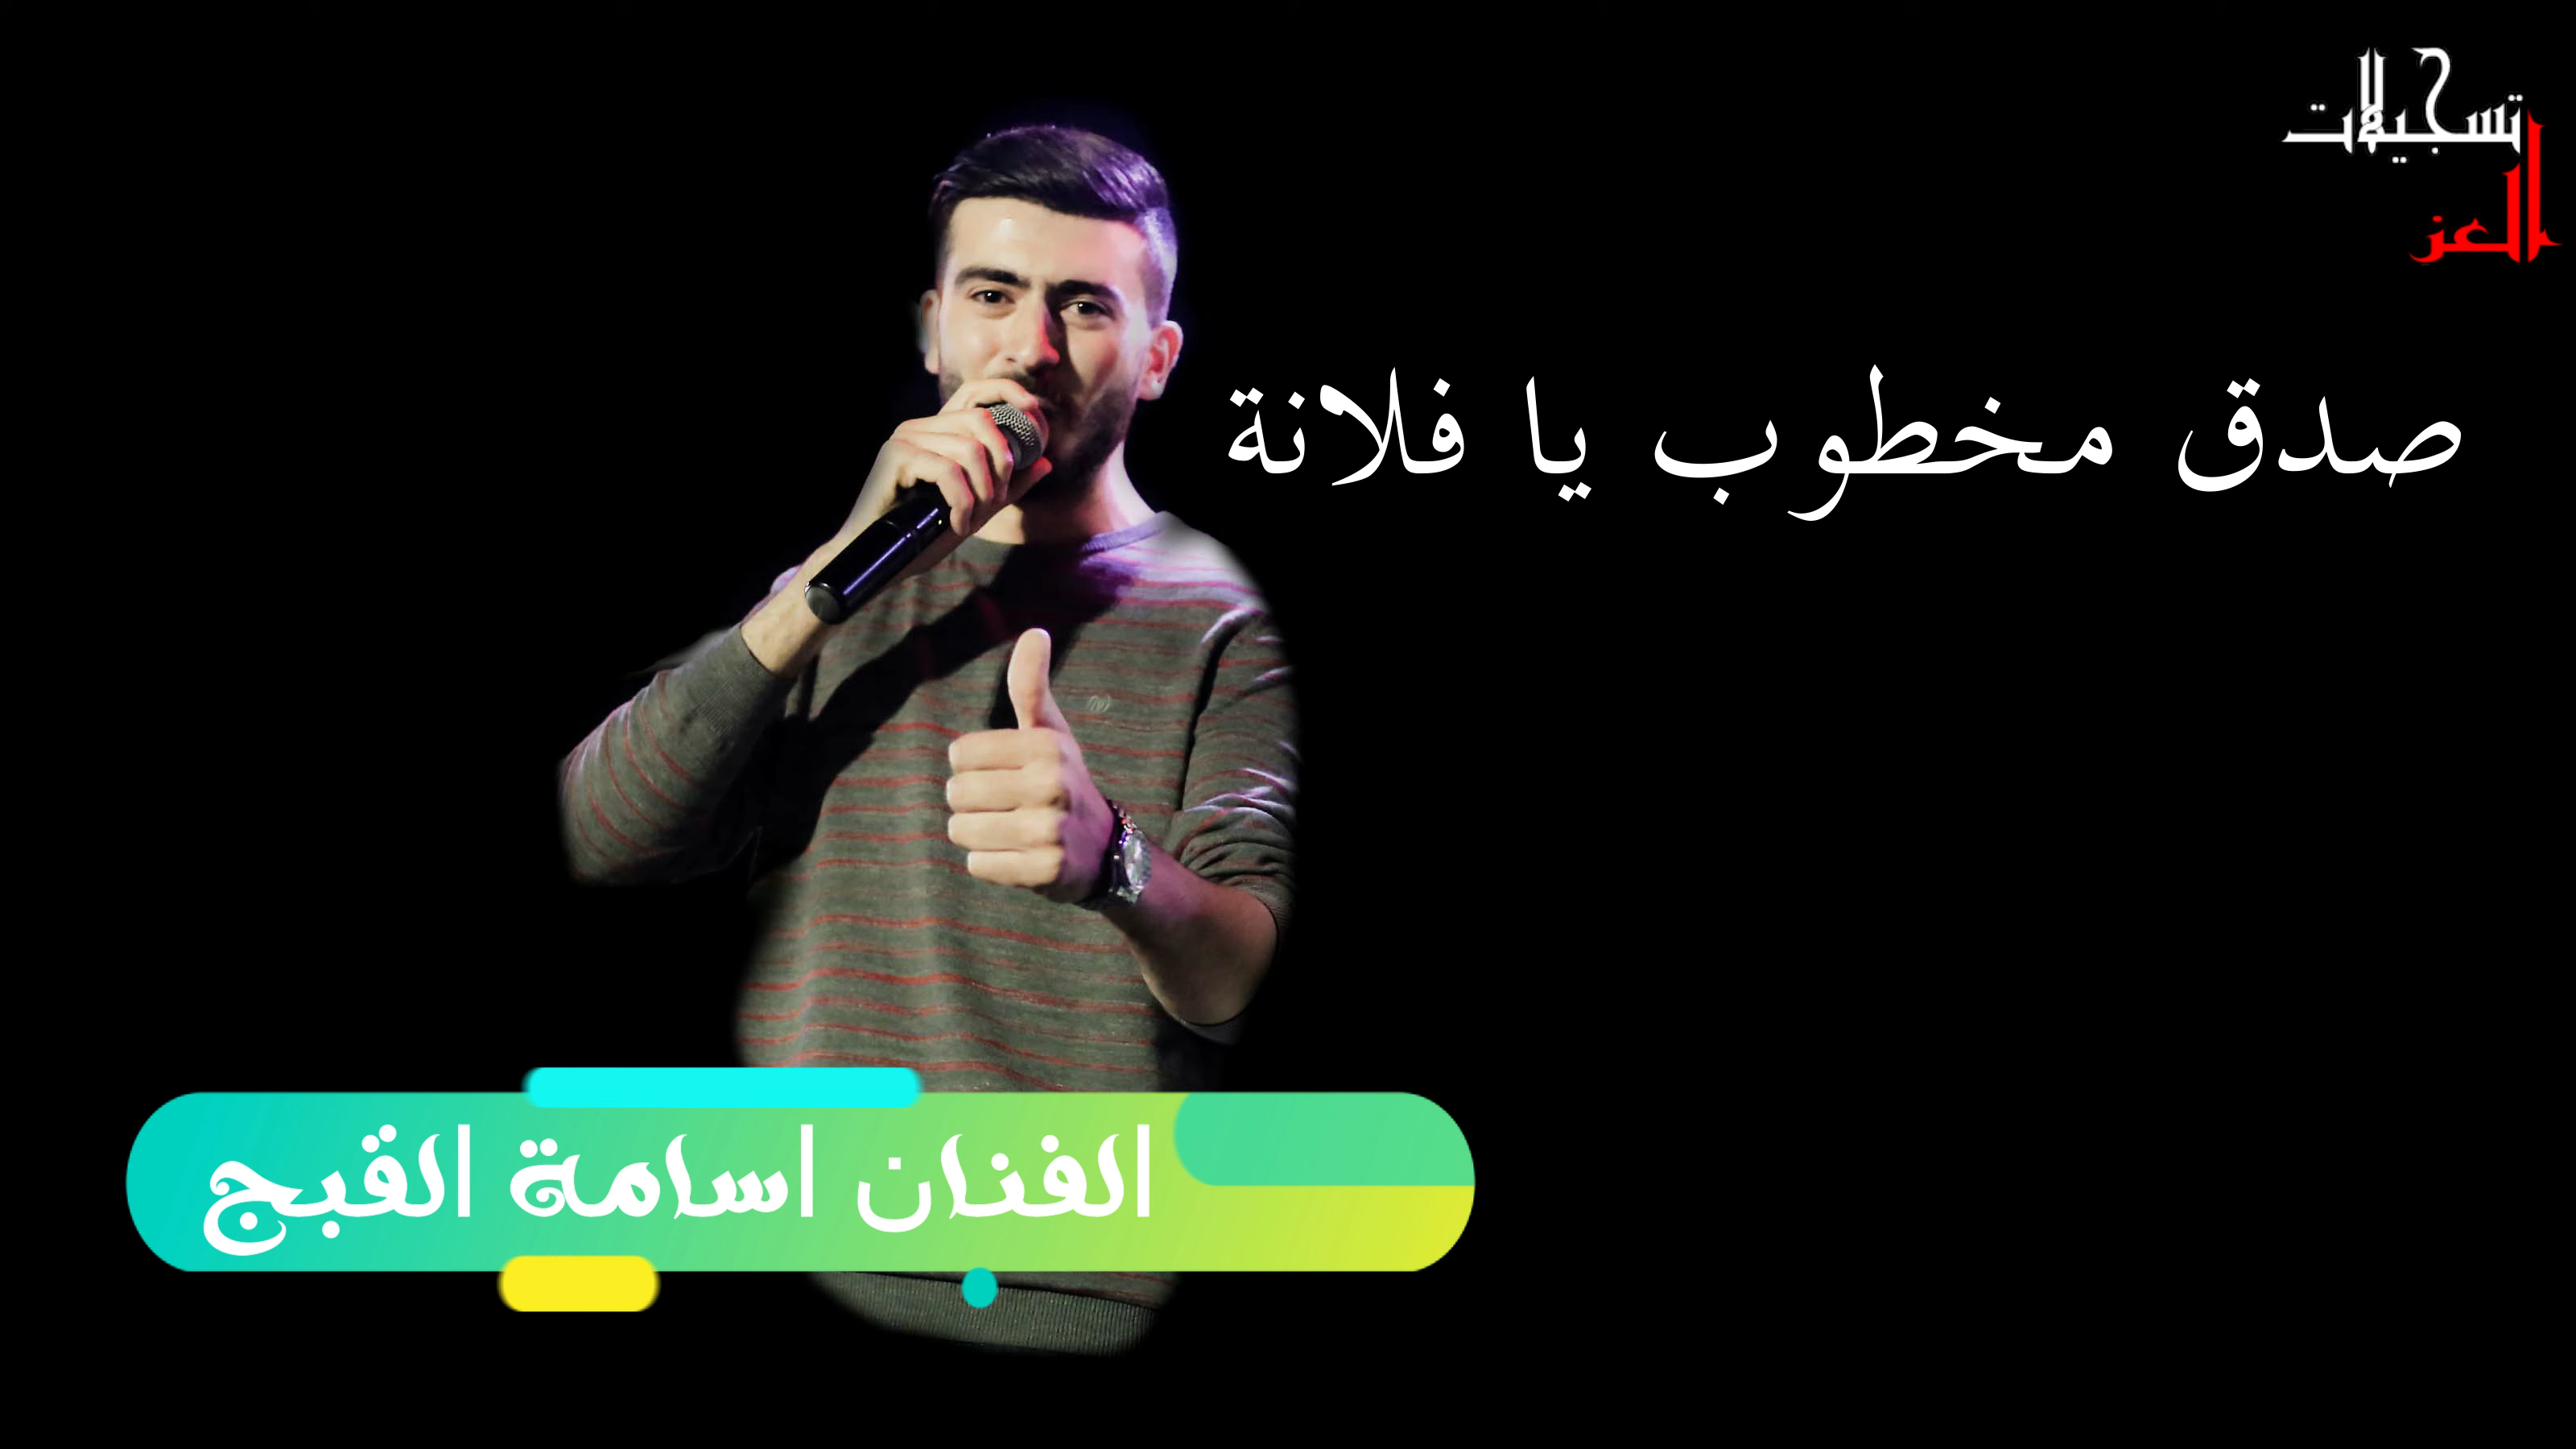 تسجيلات
العز
صدق مخطوب يا فلانة
الفنان اسامة القبج